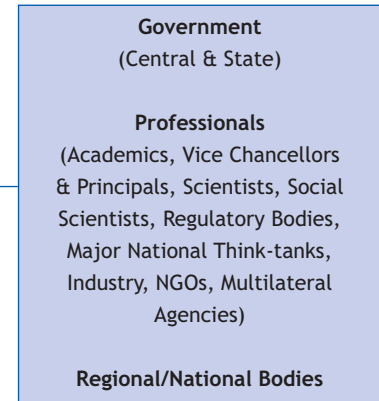 Government
(Central & State)
Professionals
(Academics, Vice Chancellors
& Principals, Scientists, Social
Scientists, Regulatory Bodies,
Major National Think-tanks,
Industry, NGOs, Multilateral
Agencies)
Regional/National Bodies